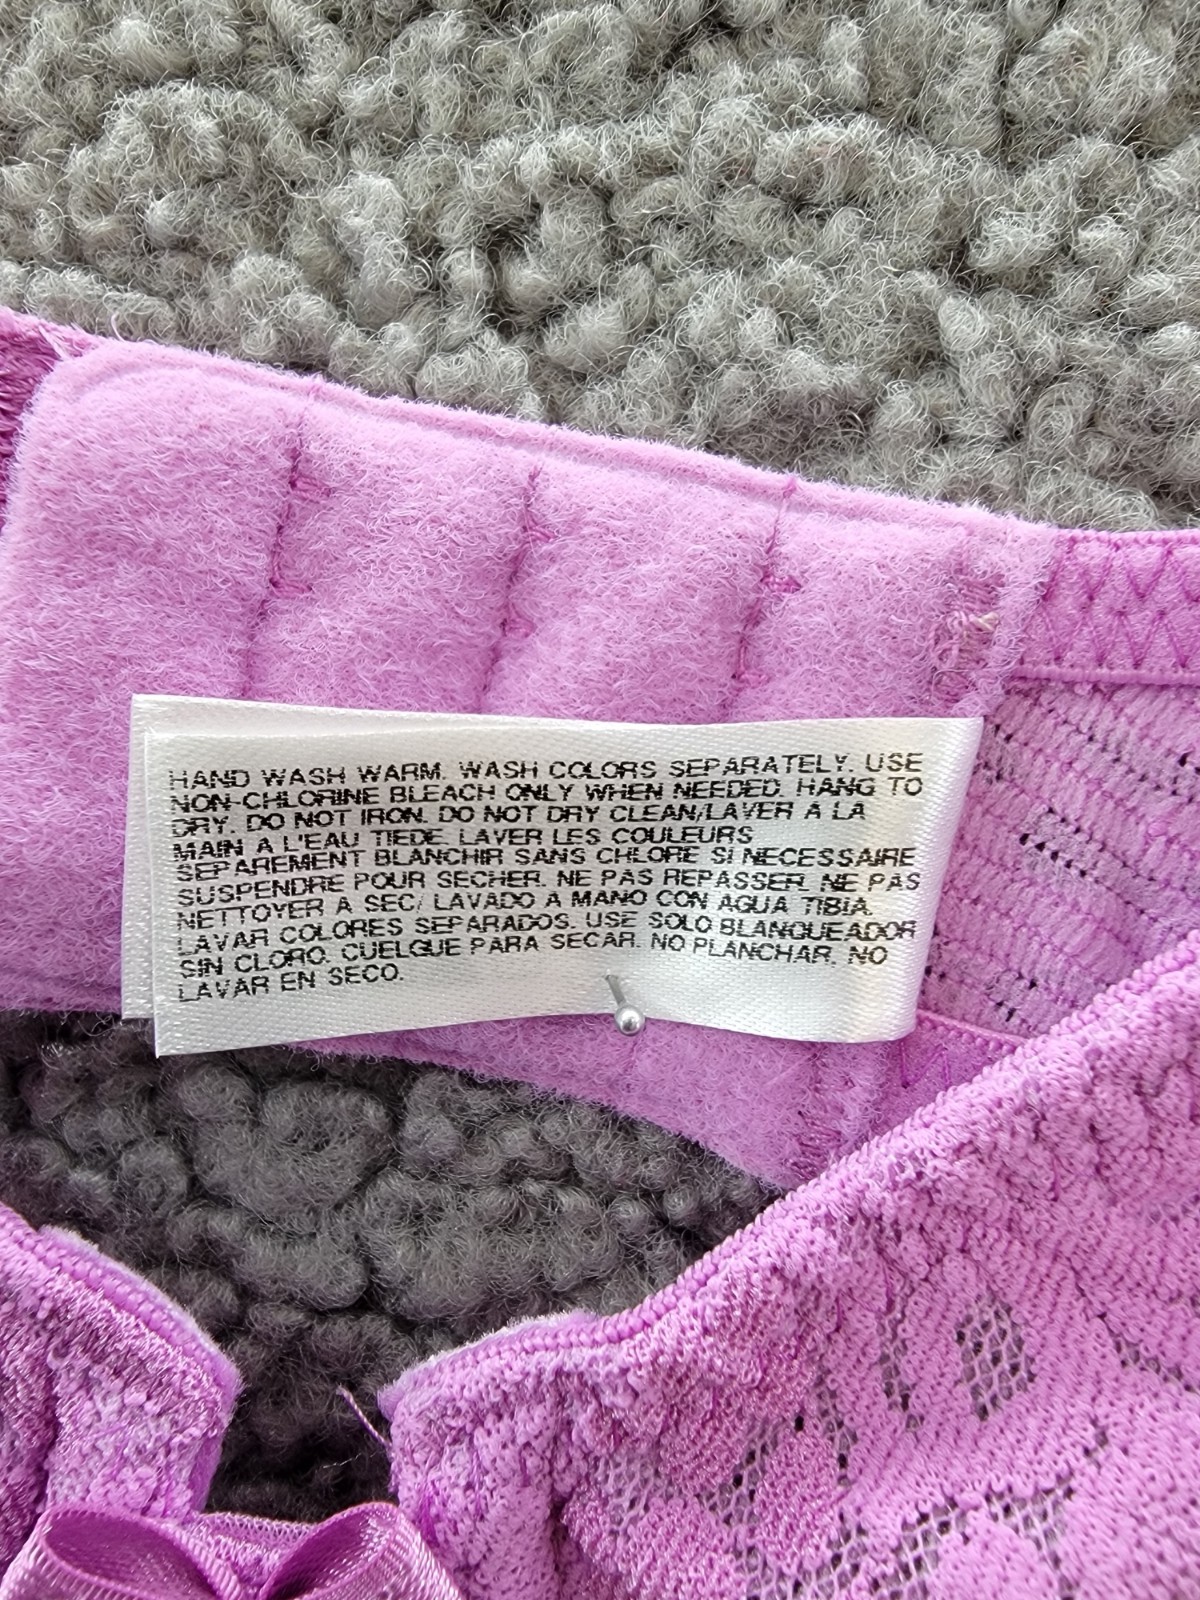 HAND WASH WARM. WASH COLORS SEPARATELY. USE
NON-CHLORINE BLEACH ONLY WHEN NEEDED. HANG TO
DRY. DO NOT IRON. DO NOT DRY CLEAN/LAVER A LA
MAIN A L'EAU TIEDE. LAVER LES COULEURS
SEPAREMENT BLANCHIR SANS CHLORE SI NECESSAIRE
SUSPENDRE POUR SECHER. NE PAS REPASSER. NE PAS
NETTOYER A SEC/ LAVADO A MANO CON AGUA TIBIA.
LAVAR COLORES SEPARADOS. USE SOLO BLANQUEADOR
SIN CLORO. CUELGUE PARA SECAR. NO PLANCHAR. NO
LAVAR EN SECO.